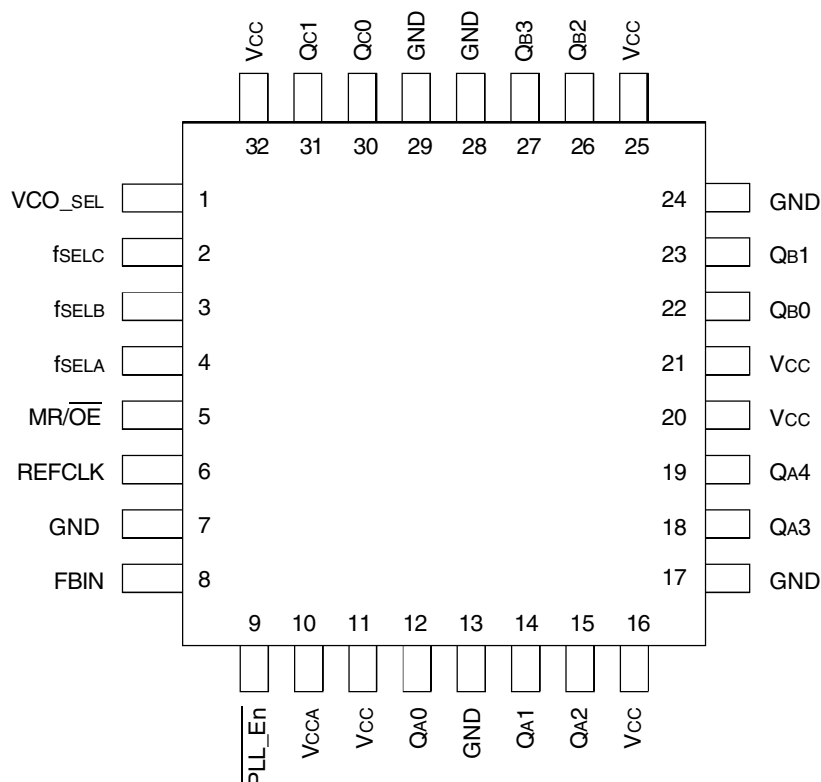 VCC QC1 QC0 GND GND QB3 QB2 VCC
32 31 30 29 28 27 26 25
VCO_SEL 1 24 GND
fSELC 2 23 QB1
fSELB 3 22 QB0
fSELA 4 21 VCC
MR/O̅E̅ 5 20 VCC
REFCLK 6 19 QA4
GND 7 18 QA3
FBIN 8 17 GND
9 10 11 12 13 14 15 16
P̅L̅L̅_̅E̅n̅ VCCA VCC QA0 GND QA1 QA2 VCC